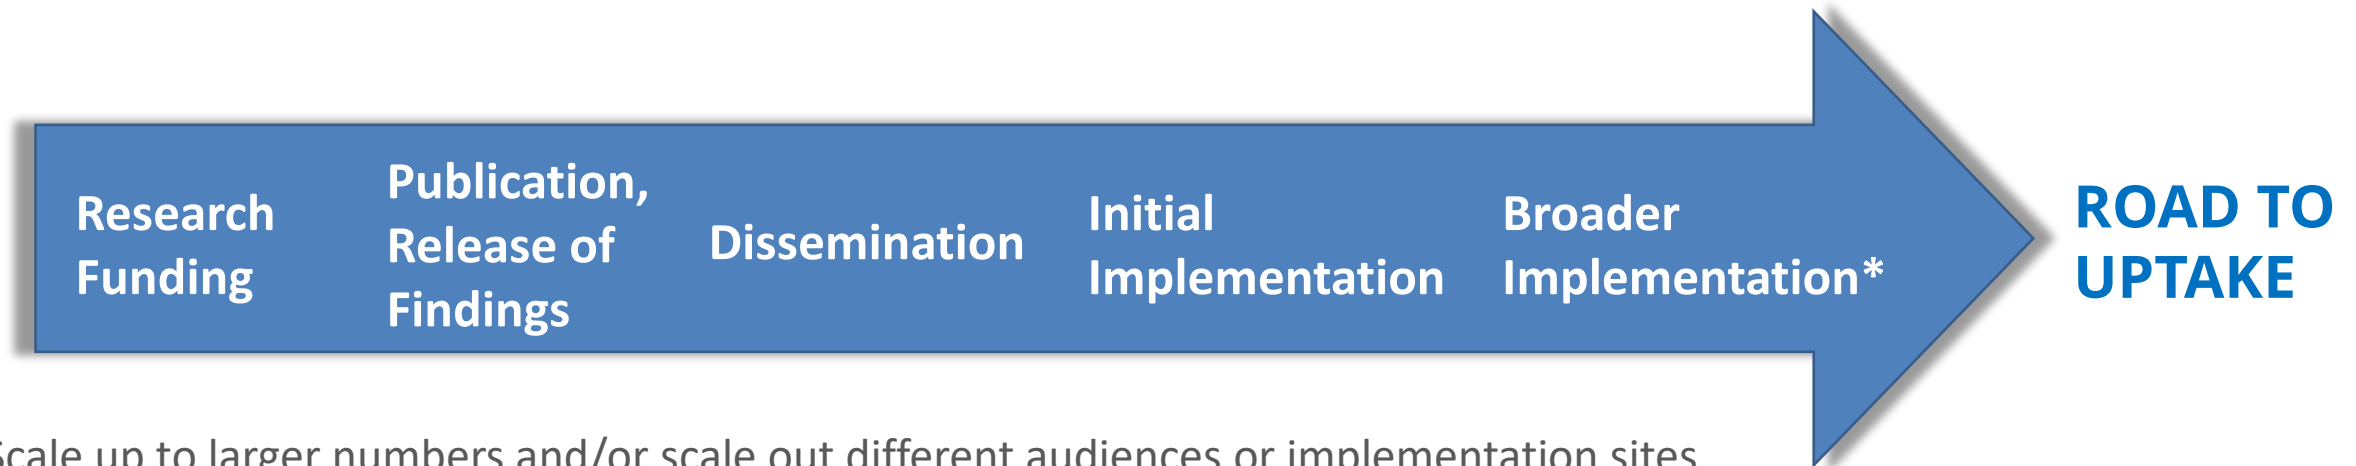 Research
Funding
Publication,
Release of
Findings
Dissemination
Initial
Implementation
Broader
Implementation*
ROAD TO
UPTAKE
Scale up to larger numbers and/or scale out different audiences or implementation sites